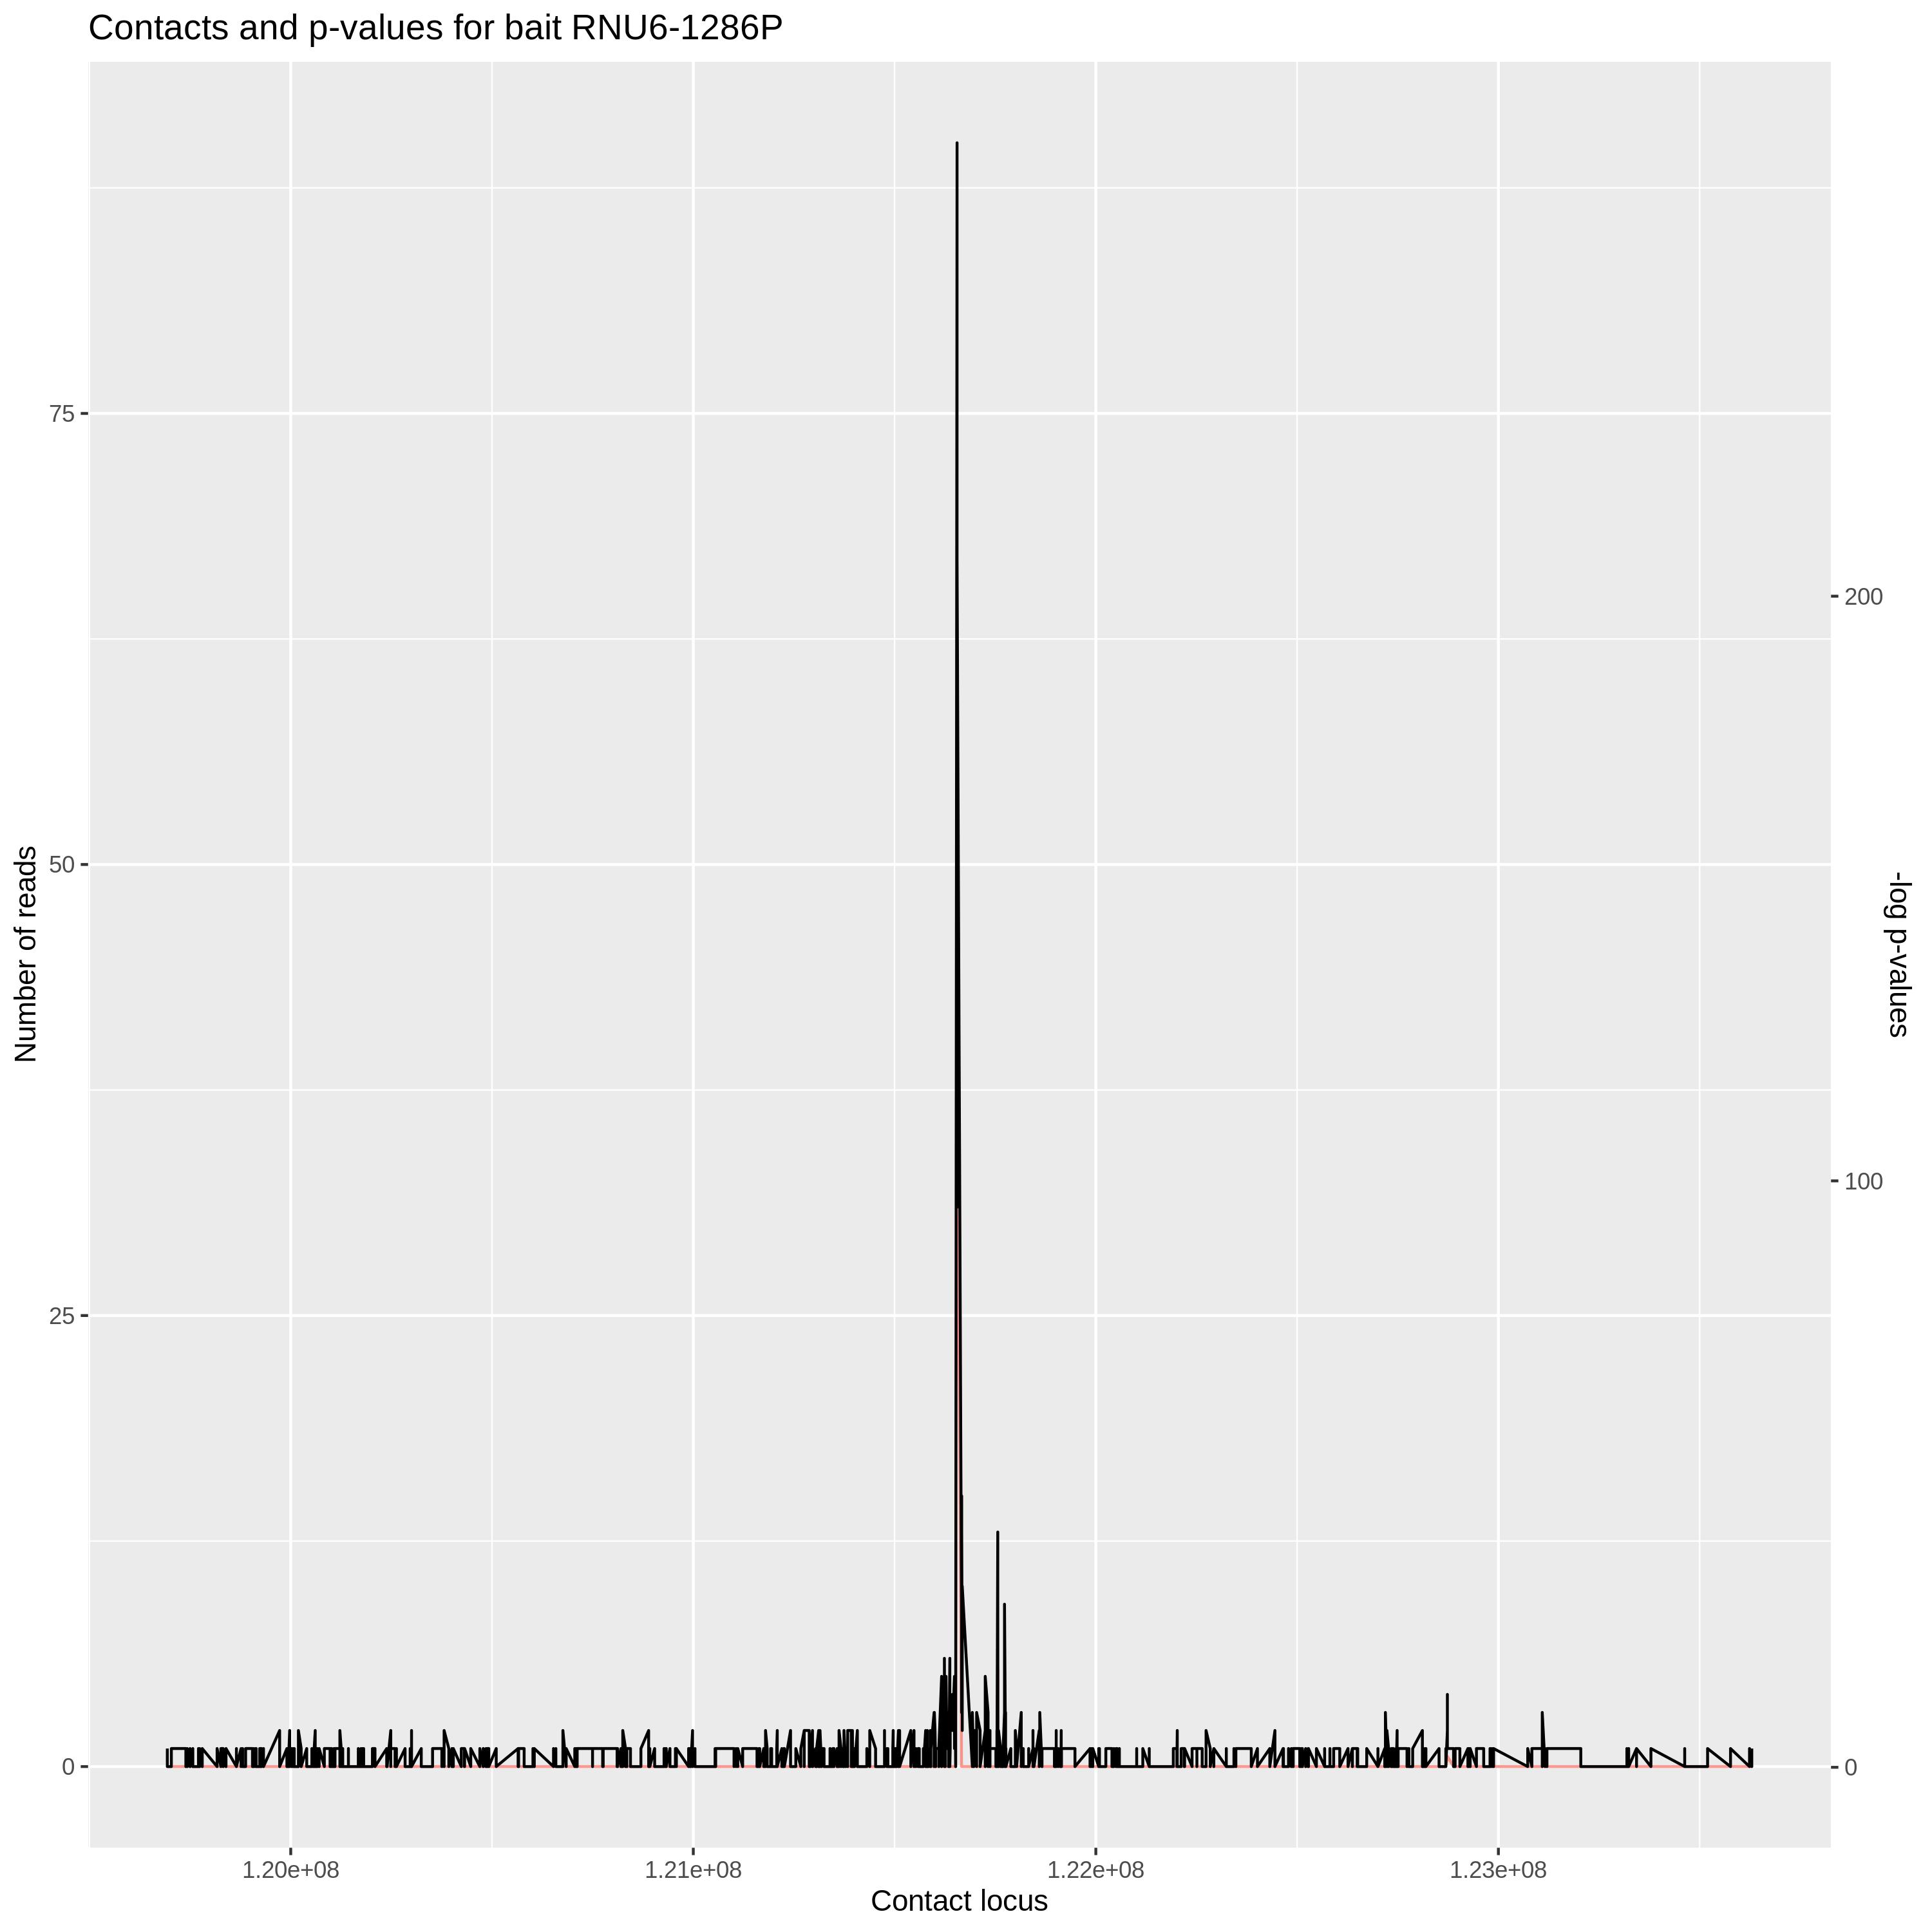 Contacts and p-values for bait RNU6-1286P
Number of reads
75
50
25
0
-log p-values
200
100
0
1.20e+08
1.21e+08
1.22e+08
1.23e+08
Contact locus